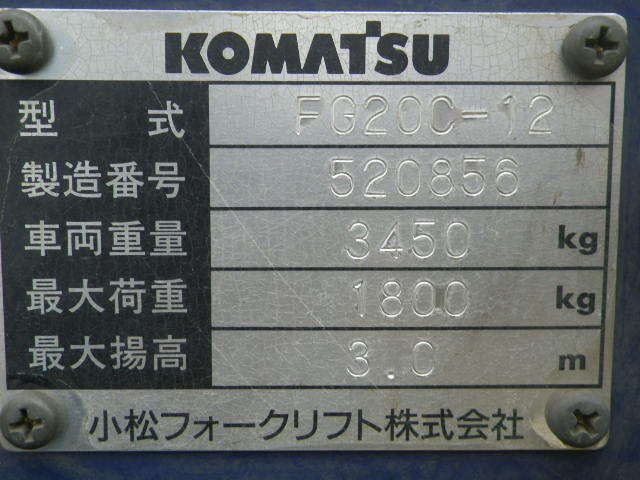 KOMATSU
型 式 FG20C-12
製造番号 520856
車両重量 3450 kg
最大荷重 1800 kg
最大揚高 3.0 m
小松フォークリフト株式会社